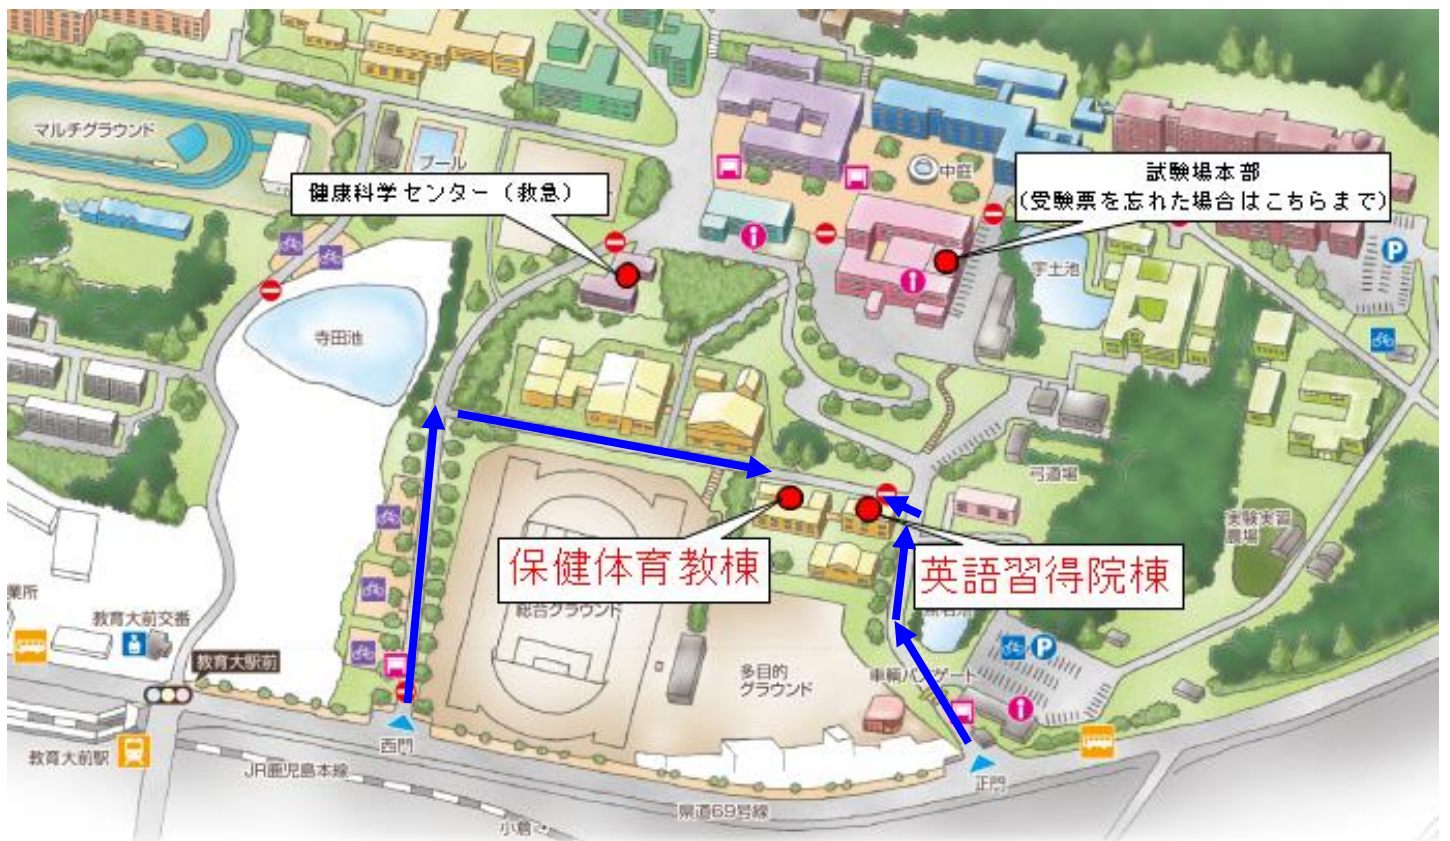 マルチグラウンド
プール
健康科学センター（救急）
中庭
試験場本部
（受験票を忘れた場合はこちらまで）
宇土池
寺田池
弓道場
実験実習
農場
保健体育教棟
英語習得院棟
総合グラウンド
業所
教育大前交番
教育大駅前
多目的
グラウンド
車輌バンゲート
教育大前駅
西門
正門
JR鹿児島本線
県道69号線
小倉→